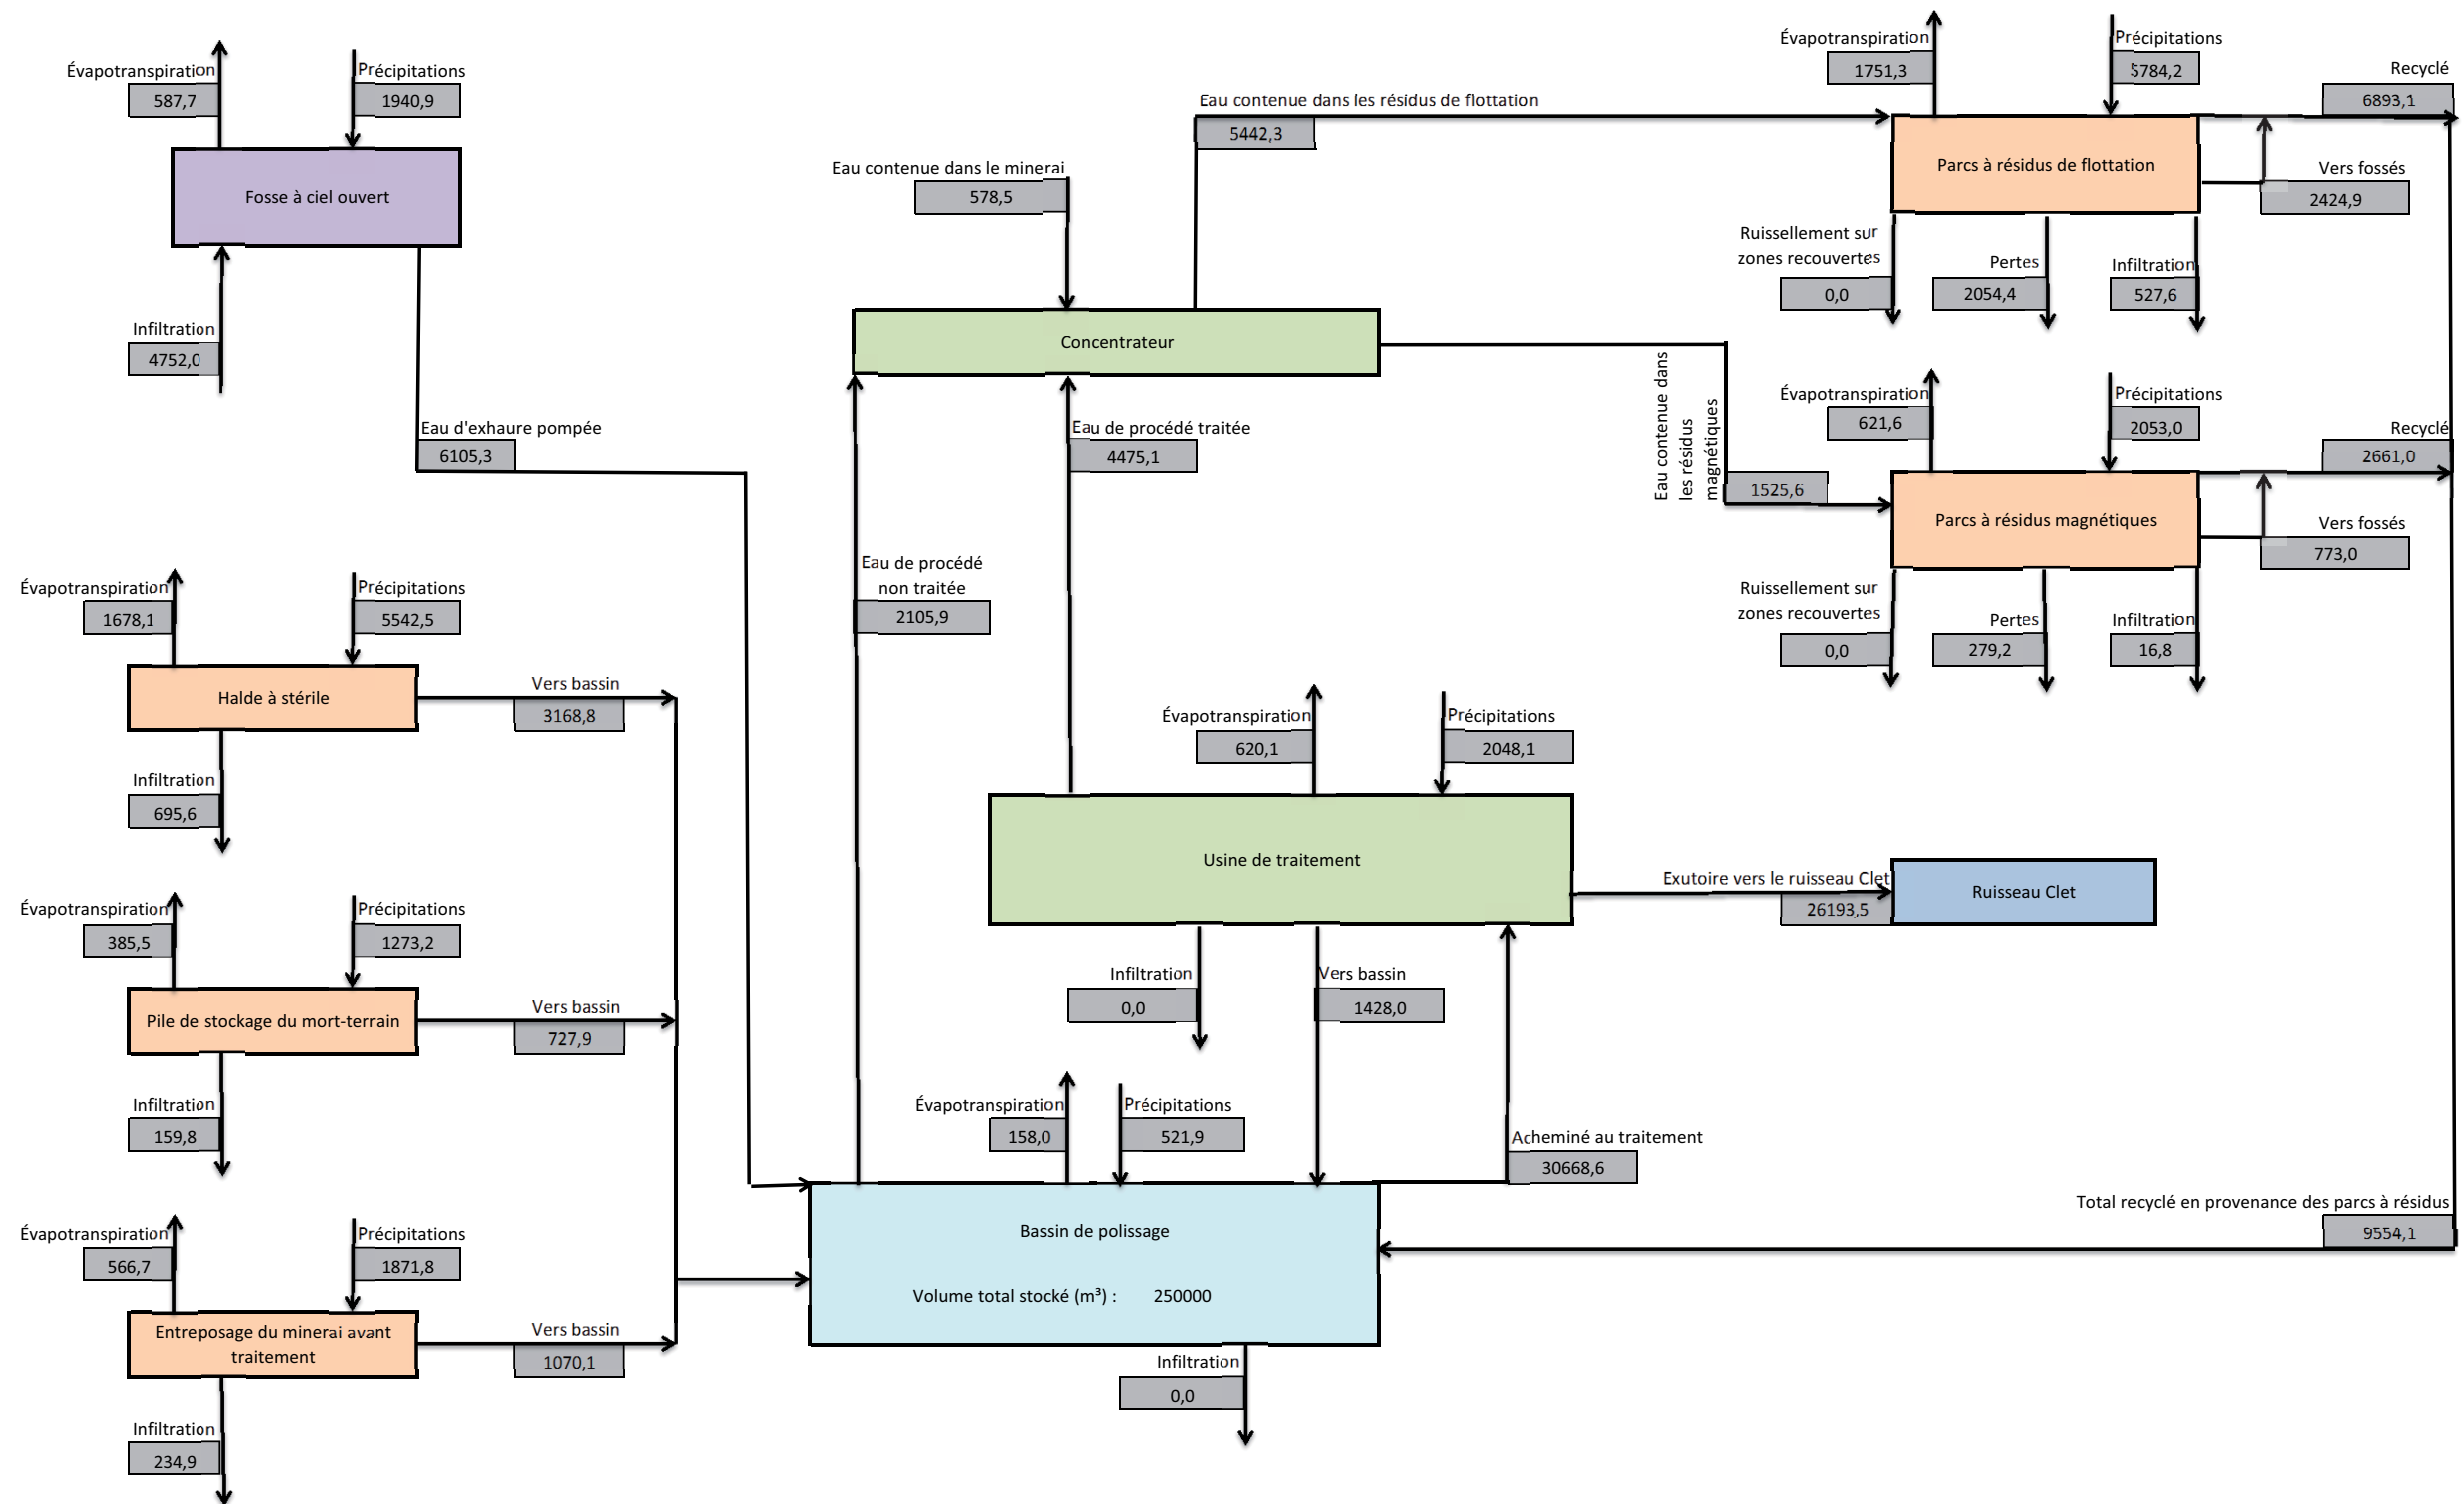 Évapotranspiration
587,7
Précipitations
1940,9
Fosse à ciel ouvert
Infiltration
4752,0
Eau d'exhaure pompée
6105,3
Évapotranspiration
1678,1
Précipitations
5542,5
Halde à stérile
Vers bassin
3168,8
Infiltration
695,6
Évapotranspiration
385,5
Précipitations
1273,2
Pile de stockage du mort-terrain
Vers bassin
727,9
Infiltration
159,8
Évapotranspiration
566,7
Précipitations
1871,8
Entreposage du minerai avant
traitement
Vers bassin
1070,1
Infiltration
234,9
Eau contenue dans les résidus de flottation
5442,3
Eau contenue dans le minerai
578,5
Concentrateur
Eau de procédé traitée
4475,1
Eau de procédé
non traitée
2105,9
Eau contenue dans
les résidus
magnétiques
1525,6
Évapotranspiration
620,1
Précipitations
2048,1
Usine de traitement
Exutoire vers le ruisseau Clet
26193,5
Ruisseau Clet
Infiltration
0,0
Vers bassin
1428,0
Évapotranspiration
158,0
Précipitations
521,9
Acheminé au traitement
30668,6
Bassin de polissage
Volume total stocké (m³) : 250000
Infiltration
0,0
Total recyclé en provenance des parcs à résidus
9554,1
Évapotranspiration
1751,3
Précipitations
5784,2
Recyclé
6893,1
Parcs à résidus de flottation
Vers fossés
2424,9
Ruissellement sur
zones recouvertes
0,0
Pertes
2054,4
Infiltration
527,6
Évapotranspiration
621,6
Précipitations
2053,0
Recyclé
2661,0
Parcs à résidus magnétiques
Vers fossés
773,0
Ruissellement sur
zones recouvertes
0,0
Pertes
279,2
Infiltration
16,8